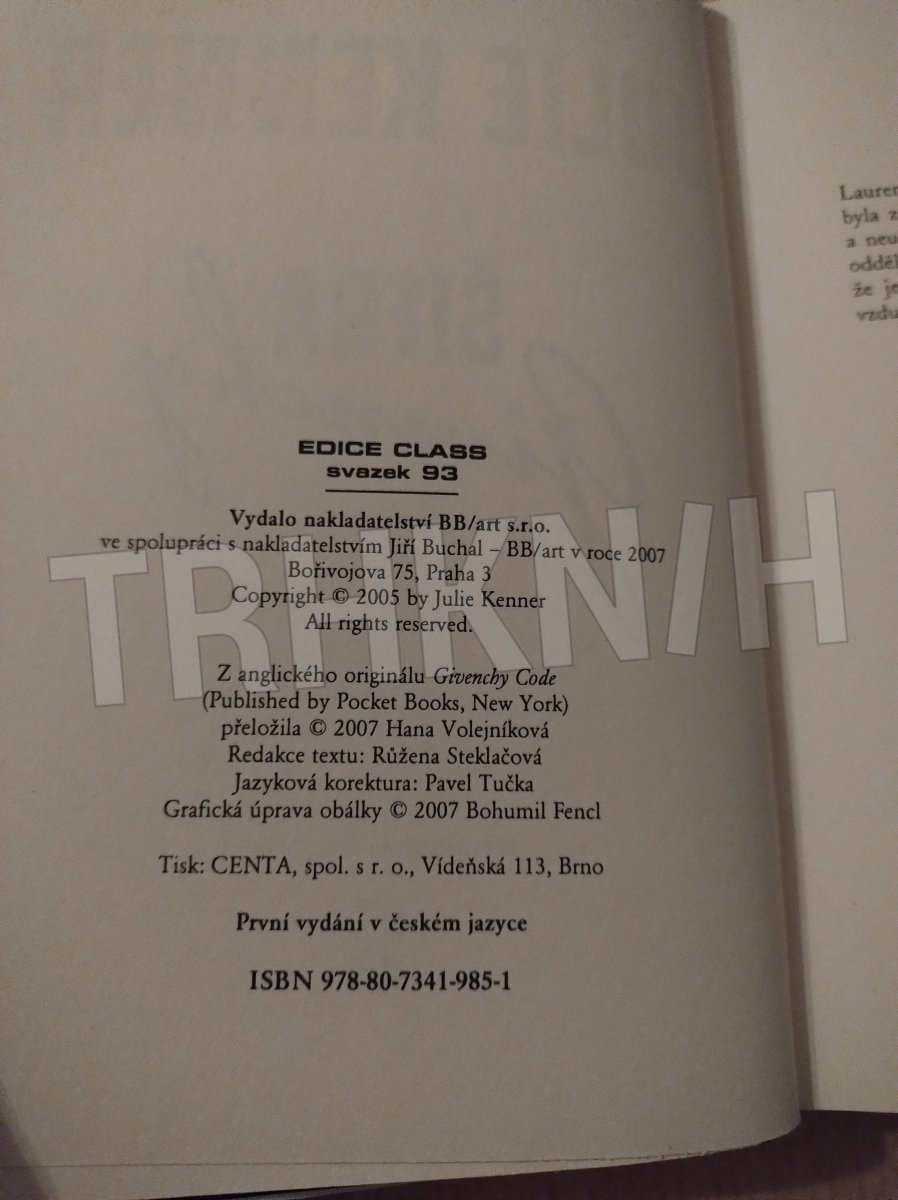 EDICE CLASS
svazek 93
Vydalo nakladatelství BB/art s.r.o.
ve spolupráci s nakladatelstvím Jiří Buchal – BB/art v roce 2007
Bořivojova 75, Praha 3
Copyright © 2005 by Julie Kenner
All rights reserved.
Z anglického originálu Givenchy Code
(Published by Pocket Books, New York)
přeložila © 2007 Hana Volejníková
Redakce textu: Růžena Steklačová
Jazyková korektura: Pavel Tučka
Grafická úprava obálky © 2007 Bohumil Fencl
Tisk: CENTA, spol. s r. o., Vídeňská 113, Brno
První vydání v českém jazyce
ISBN 978-80-7341-985-1
TRHKN/H
byla z
a neu
odděl
že je
vzdu